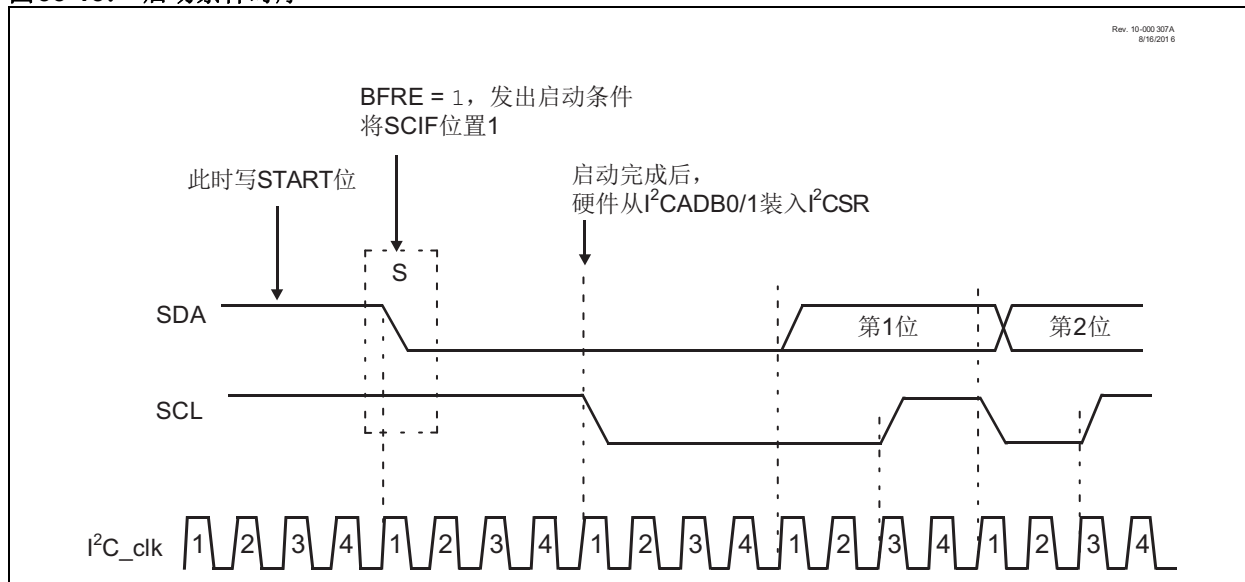 Rev. 10-000 307A
8/16/201 6
BFRE = 1，发出启动条件
将SCIF位置1
此时写START位
启动完成后，
硬件从I²CADB0/1装入I²CSR
S
SDA
第1位
第2位
SCL
I²C_clk 1 2 3 4 1 2 3 4 1 2 3 4 1 2 3 4 1 2 3 4